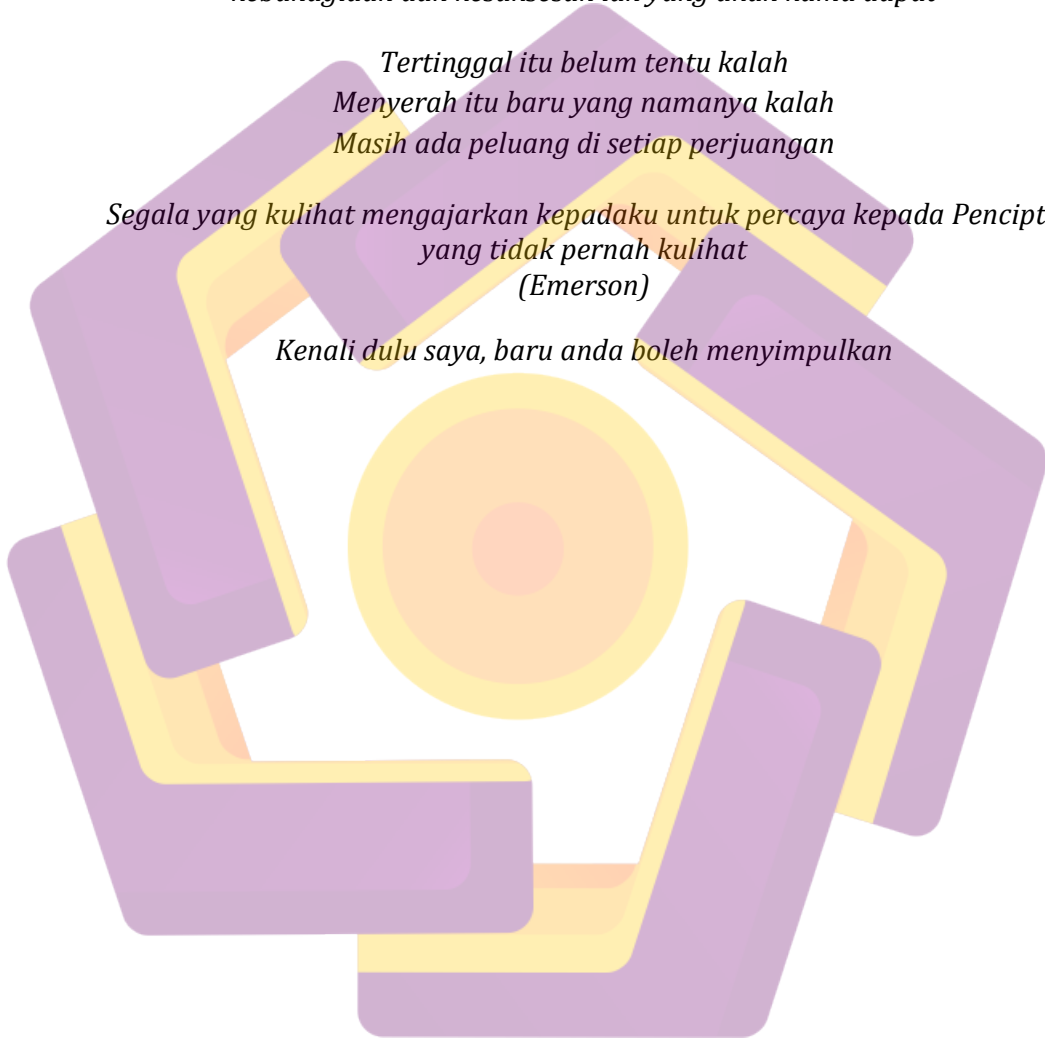 Tertinggal itu belum tentu kalah
Menyerah itu baru yang namanya kalah
Masih ada peluang di setiap perjuangan
Segala yang kulihat mengajarkan kepadaku untuk percaya kepada Pencipt
yang tidak pernah kulihat
(Emerson)
Kenali dulu saya, baru anda boleh menyimpulkan